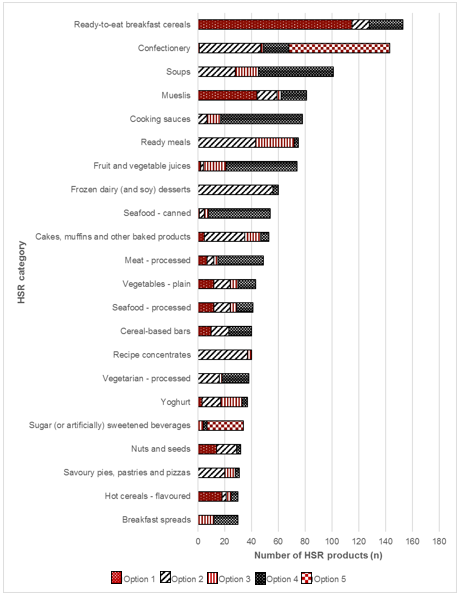 Ready-to-eat breakfast cereals
Confectionery
Soups
Mueslis
Cooking sauces
Ready meals
Fruit and vegetable juices
Frozen dairy (and soy) desserts
Seafood - canned
Cakes, muffins and other baked products
Meat - processed
Vegetables - plain
Seafood - processed
Cereal-based bars
Recipe concentrates
Vegetarian - processed
Yoghurt
Sugar (or artificially) sweetened beverages
Nuts and seeds
Savoury pies, pastries and pizzas
Hot cereals - flavoured
Breakfast spreads
HSR category
0 20 40 60 80 100 120 140 160 180
Number of HSR products (n)
Option 1 Option 2 Option 3 Option 4 Option 5